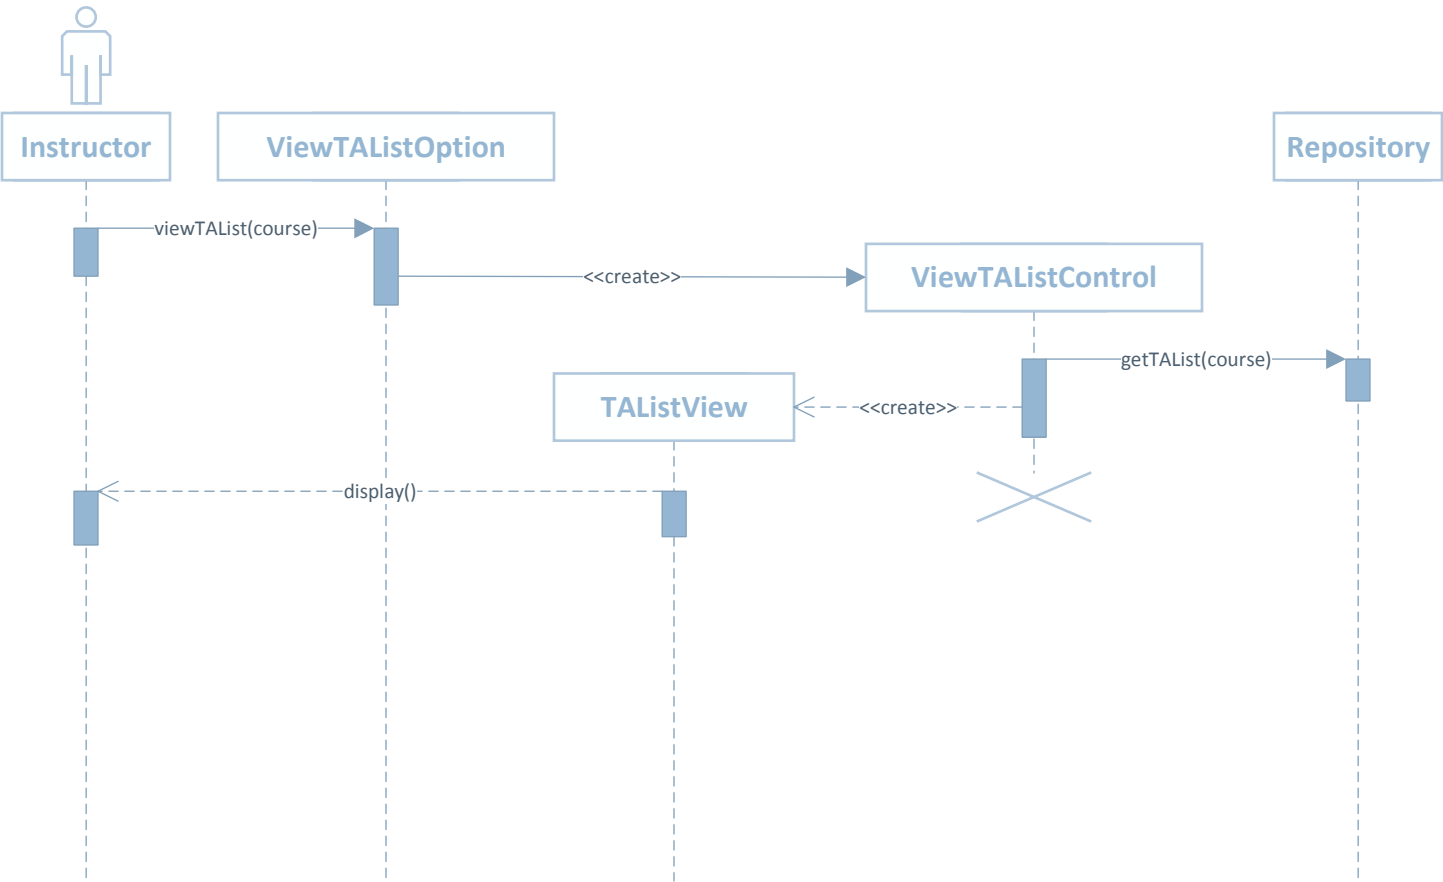 Instructor
ViewTAListOption
Repository
viewTAList(course)
<<create>>
ViewTAListControl
getTAList(course)
TAListView
<<create>>
display()